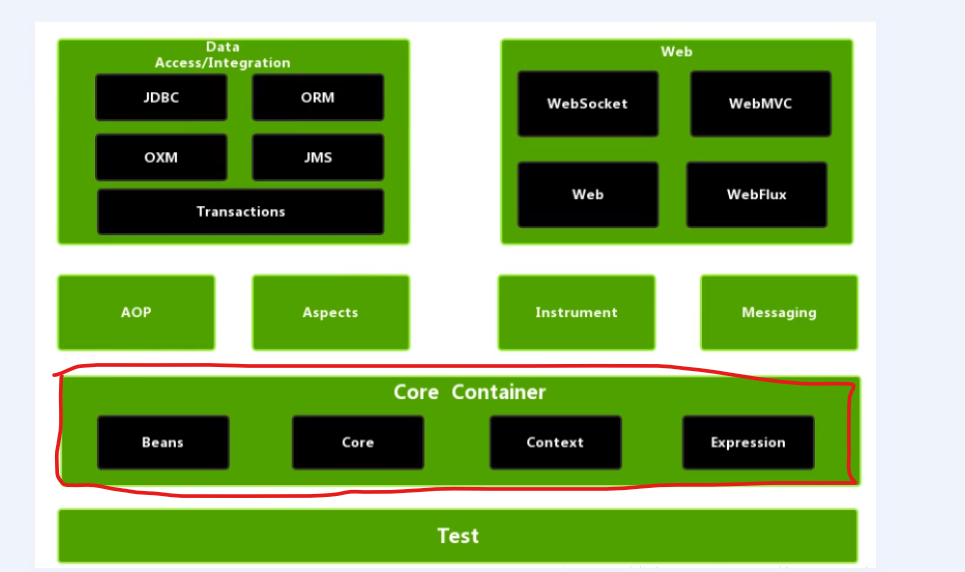 Data
Access/Integration
JDBC
ORM
OXM
JMS
Transactions
Web
WebSocket
WebMVC
Web
WebFlux
AOP
Aspects
Instrument
Messaging
Core Container
Beans
Core
Context
Expression
Test